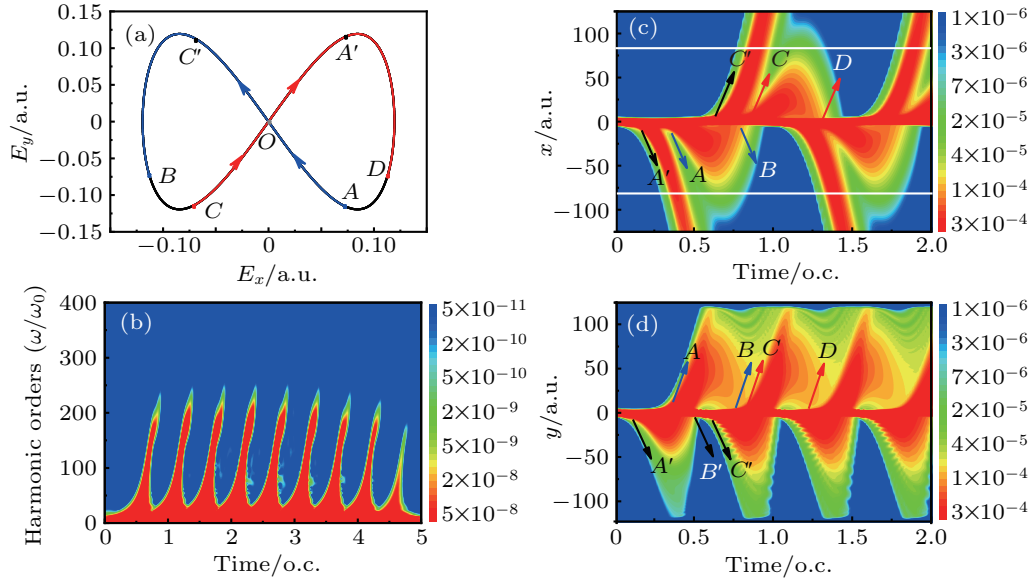 (a)
0.15
0.10
0.05
0
−0.05
−0.10
−0.15
E_y/a.u.
C′
A′
O
B
C
A
D
−0.10
0
0.10
E_x/a.u.
(c)
100
50
0
−50
−100
x/a.u.
C′
C
D
A′
A
B
0
0.5
1.0
1.5
2.0
Time/o.c.
1×10⁻⁶
3×10⁻⁶
7×10⁻⁶
2×10⁻⁵
4×10⁻⁵
1×10⁻⁴
3×10⁻⁴
(b)
400
300
200
100
0
Harmonic orders (ω/ω₀)
0
1
2
3
4
5
Time/o.c.
5×10⁻¹¹
2×10⁻¹⁰
5×10⁻¹⁰
2×10⁻⁹
5×10⁻⁹
2×10⁻⁸
5×10⁻⁸
(d)
100
50
0
−50
−100
y/a.u.
A
B
C
D
A′
B′
C′
0
0.5
1.0
1.5
2.0
Time/o.c.
1×10⁻⁶
3×10⁻⁶
7×10⁻⁶
2×10⁻⁵
4×10⁻⁵
1×10⁻⁴
3×10⁻⁴